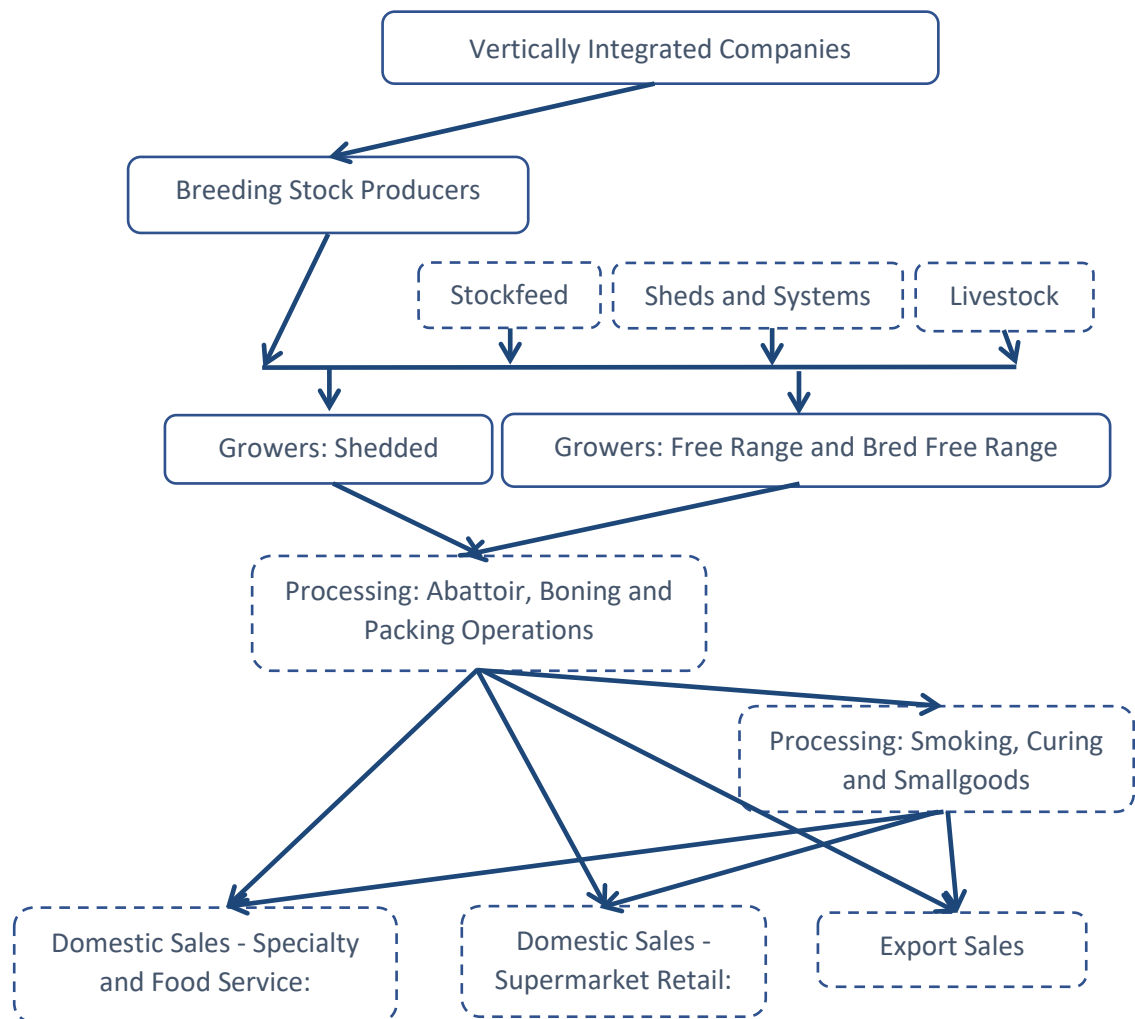 Vertically Integrated Companies
Breeding Stock Producers
Stockfeed
Sheds and Systems
Livestock
Growers: Shedded
Growers: Free Range and Bred Free Range
Processing: Abattoir, Boning and
Packing Operations
Processing: Smoking, Curing
and Smallgoods
Domestic Sales - Specialty
and Food Service:
Domestic Sales -
Supermarket Retail:
Export Sales